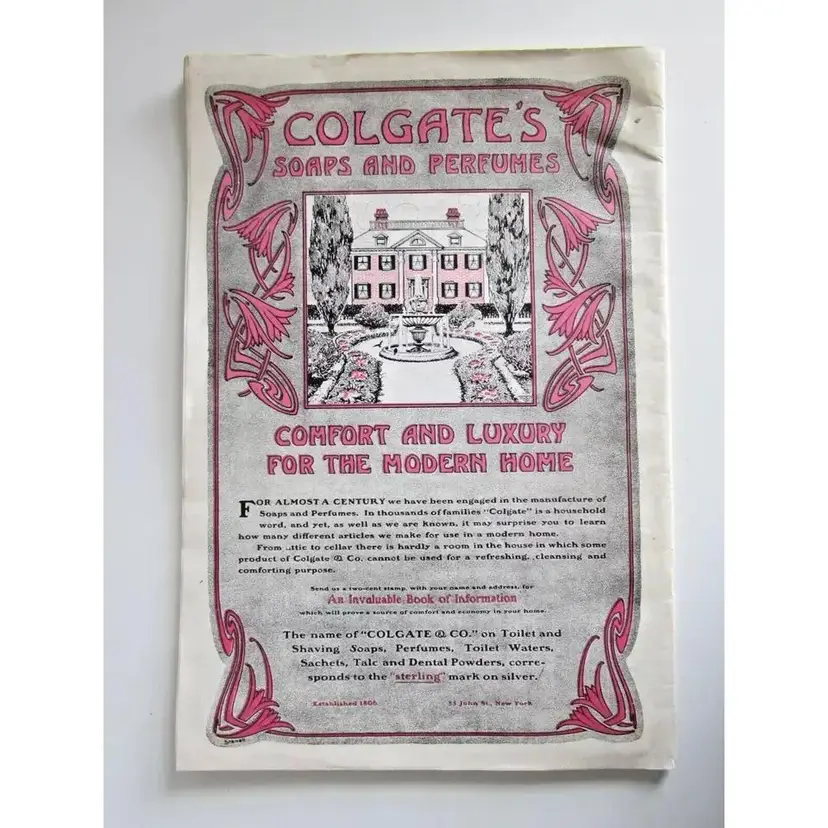 COLGATE'S
SOAPS AND PERFUMES
COMFORT AND LUXURY
FOR THE MODERN HOME
FOR ALMOST A CENTURY we have been engaged in the manufacture of
Soaps and Perfumes. In thousands of families "Colgate" is a household
word, and yet, as well as we are known, it may surprise you to learn
how many different articles we make for use in a modern home.
From ..ttic to cellar there is hardly a room in the house in which some
product of Colgate & Co. cannot be used for a refreshing, cleansing and
comforting purpose.
Send us a two-cent stamp, with your name and address, for
An Invaluable Book of Information
which will prove a source of comfort and economy in your home.
The name of "COLGATE & CO." on Toilet and
Shaving Soaps, Perfumes, Toilet Waters,
Sachets, Talc and Dental Powders, corre-
sponds to the "sterling" mark on silver.
Established 1806
55 John St., New York